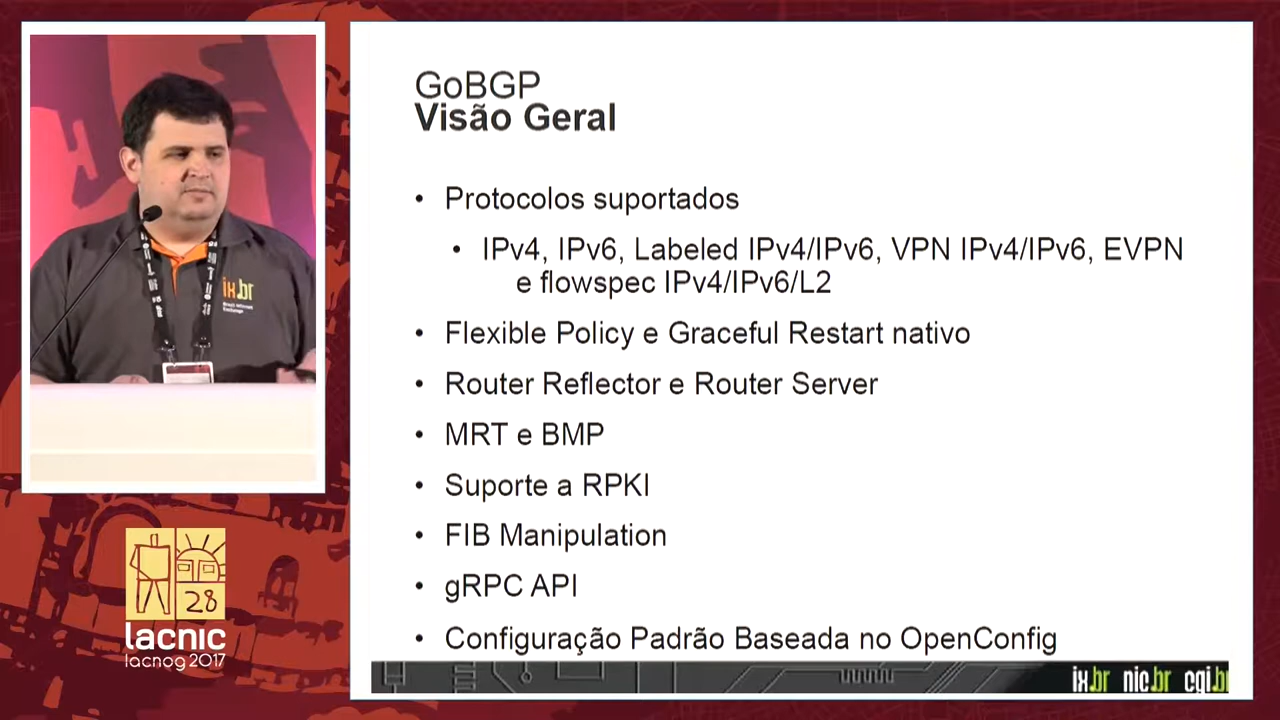 GoBGP
Visão Geral
• Protocolos suportados
• IPv4, IPv6, Labeled IPv4/IPv6, VPN IPv4/IPv6, EVPN
e flowspec IPv4/IPv6/L2
• Flexible Policy e Graceful Restart nativo
• Router Reflector e Router Server
• MRT e BMP
• Suporte a RPKI
• FIB Manipulation
• gRPC API
• Configuração Padrão Baseada no OpenConfig
ix.br nic.br cgi.br
ix.br
28
lacnic
lacnog 2017